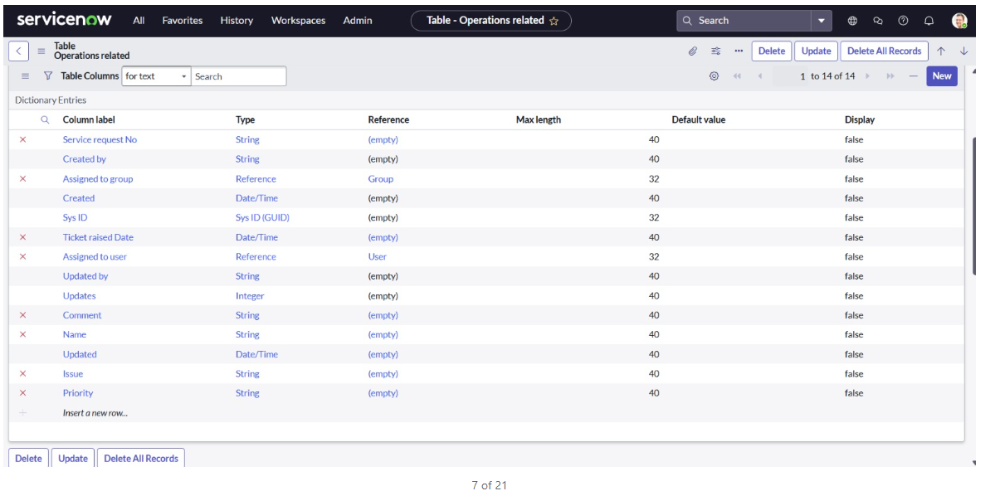 servicenow All Favorites History Workspaces Admin Table - Operations related Search
Table
Operations related Delete Update Delete All Records
Table Columns for text Search 1 to 14 of 14 New
Dictionary Entries
Column label Type Reference Max length Default value Display
Service request No String (empty) 40 false
Created by String (empty) 40 false
Assigned to group Reference Group 32 false
Created Date/Time (empty) 40 false
Sys ID Sys ID (GUID) (empty) 32 false
Ticket raised Date Date/Time (empty) 40 false
Assigned to user Reference User 32 false
Updated by String (empty) 40 false
Updates Integer (empty) 40 false
Comment String (empty) 40 false
Name String (empty) 40 false
Updated Date/Time (empty) 40 false
Issue String (empty) 40 false
Priority String (empty) 40 false
Insert a new row...
Delete Update Delete All Records
7 of 21